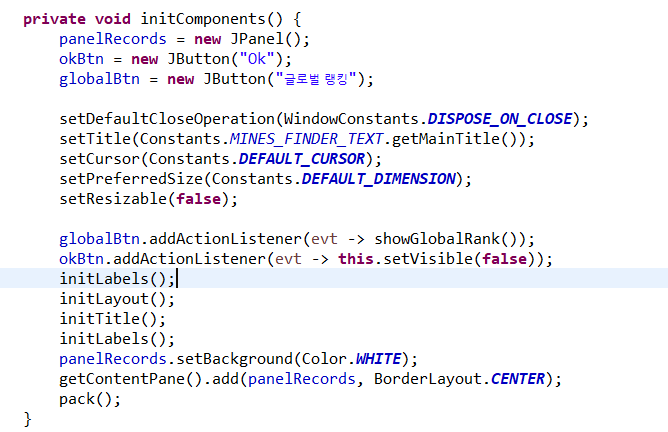 private void initComponents() {
panelRecords = new JPanel();
okBtn = new JButton("Ok");
globalBtn = new JButton("글로벌 랭킹");
setDefaultCloseOperation(WindowConstants.DISPOSE_ON_CLOSE);
setTitle(Constants.MINES_FINDER_TEXT.getMainTitle());
setCursor(Constants.DEFAULT_CURSOR);
setPreferredSize(Constants.DEFAULT_DIMENSION);
setResizable(false);
globalBtn.addActionListener(evt -> showGlobalRank());
okBtn.addActionListener(evt -> this.setVisible(false));
initLabels();
initLayout();
initTitle();
initLabels();
panelRecords.setBackground(Color.WHITE);
getContentPane().add(panelRecords, BorderLayout.CENTER);
pack();
}